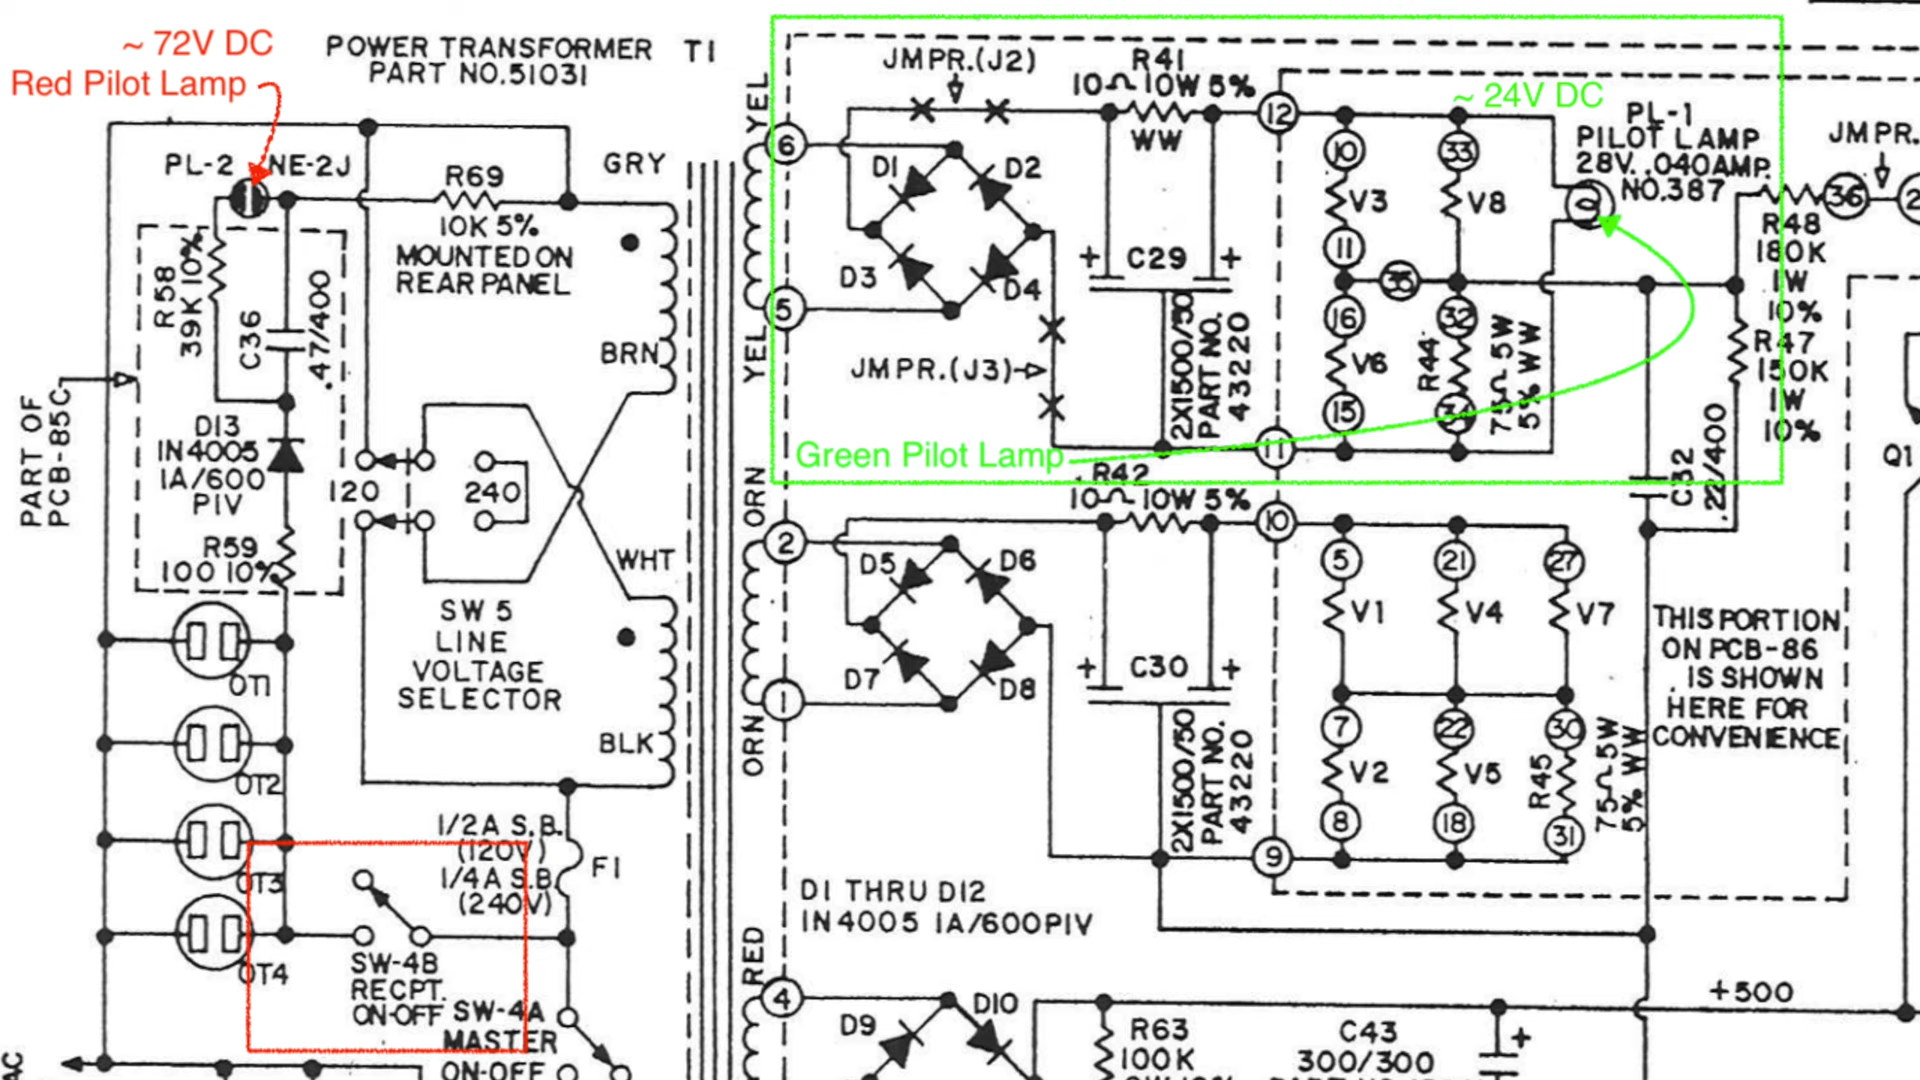 ~ 72V DC
Red Pilot Lamp
POWER TRANSFORMER T1
PART NO.51031
PL-2 NE-2J
R69
10K 5%
MOUNTED ON
REAR PANEL
GRY
BRN
WHT
BLK
R58
39K 10%
C36
.47/400
PART OF
PCB-85C
D13
IN4005
1A/600
PIV
R59
100 10%
120
240
SW 5
LINE
VOLTAGE
SELECTOR
OT1
OT2
OT3
OT4
1/2A S.B.
(120V)
1/4A S.B.
(240V)
F1
SW-4B
RECPT.
ON-OFF
SW-4A
MASTER
ON-OFF
AC
YEL
6
5
YEL
JMPR.(J2)
R41
10Ω 10W 5%
WW
12
D1
D2
D3
D4
+ C29 +
2X1500/50
PART NO.
43220
JMPR.(J3)
11
Green Pilot Lamp
~ 24V DC
PL-1
PILOT LAMP
28V. .040AMP.
NO.387
10
V3
11
33
V8
35
16
V6
15
32
R44
34
75Ω 5W
5% WW
JMPR.
36
2
R48
180K
1W
10%
R47
150K
1W
10%
C32
.22/400
Q1
ORN
2
1
ORN
R42
10Ω 10W 5%
10
D5
D6
D7
D8
+ C30 +
2X1500/50
PART NO.
43220
9
5
V1
7
V2
8
21
V4
22
V5
18
27
V7
30
R45
31
75Ω 5W
5% WW
THIS PORTION
ON PCB-86
IS SHOWN
HERE FOR
CONVENIENCE
D1 THRU D12
IN4005 1A/600PIV
RED
4
D9
D10
R63
100K
C43
300/300
+
+500